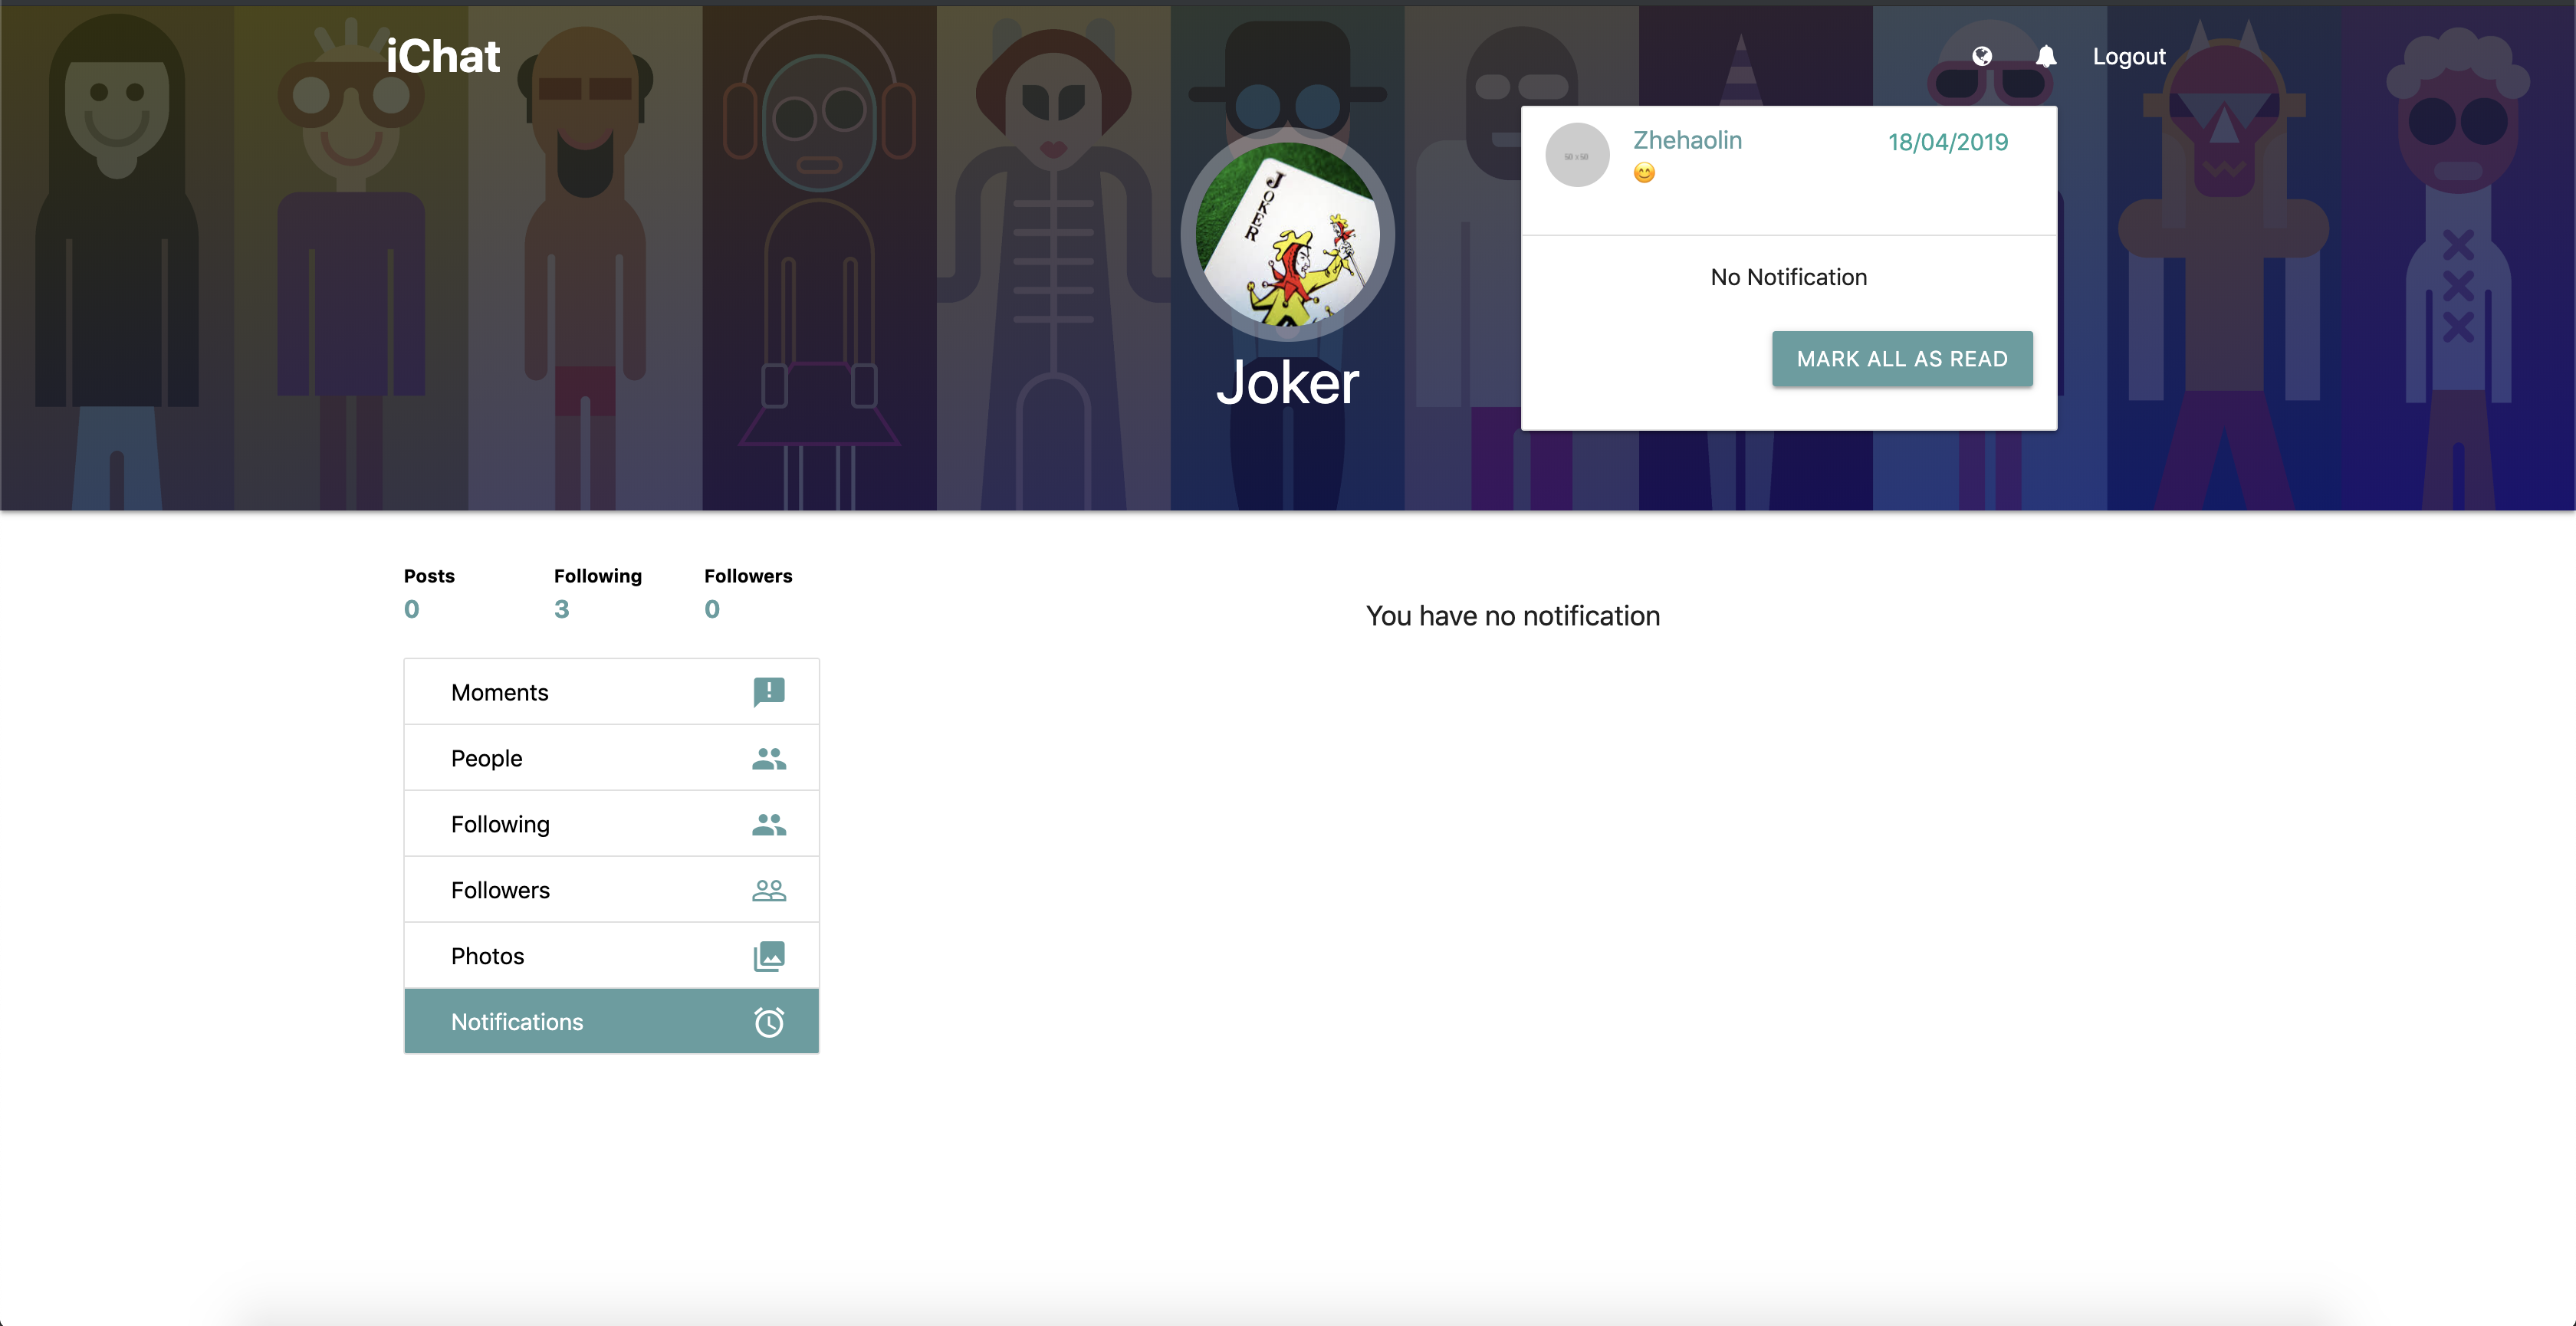 iChat
Logout
Zhehaolin
18/04/2019
😊
No Notification
MARK ALL AS READ
JOKER
Joker
Posts
Following
Followers
0
3
0
You have no notification
Moments
People
Following
Followers
Photos
Notifications